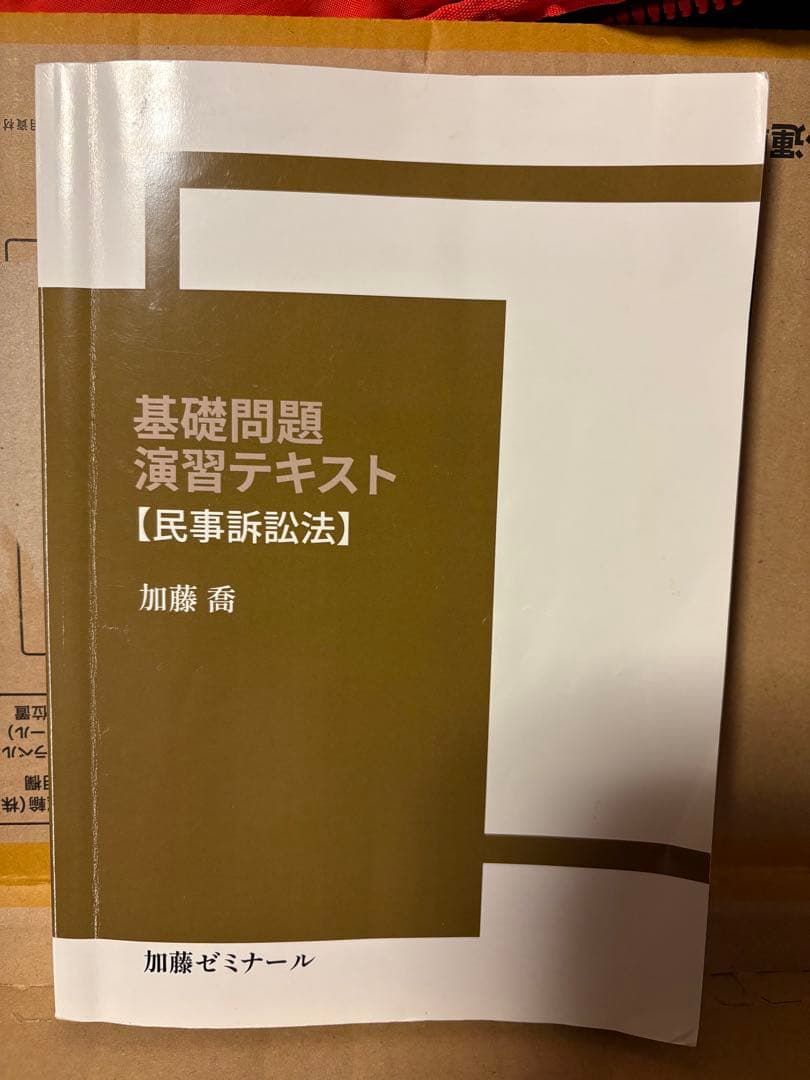 基礎問題
演習テキスト
【民事訴訟法】
加藤 喬
加藤ゼミナール